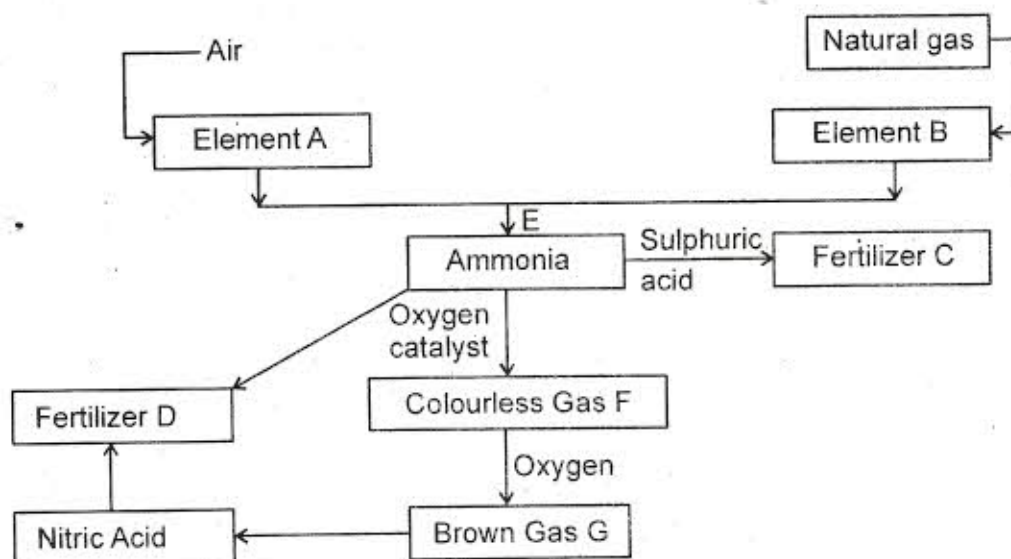 Air
Natural gas
Element A
Element B
E
Ammonia
Sulphuric
acid
Fertilizer C
Oxygen
catalyst
Fertilizer D
Colourless Gas F
Oxygen
Nitric Acid
Brown Gas G